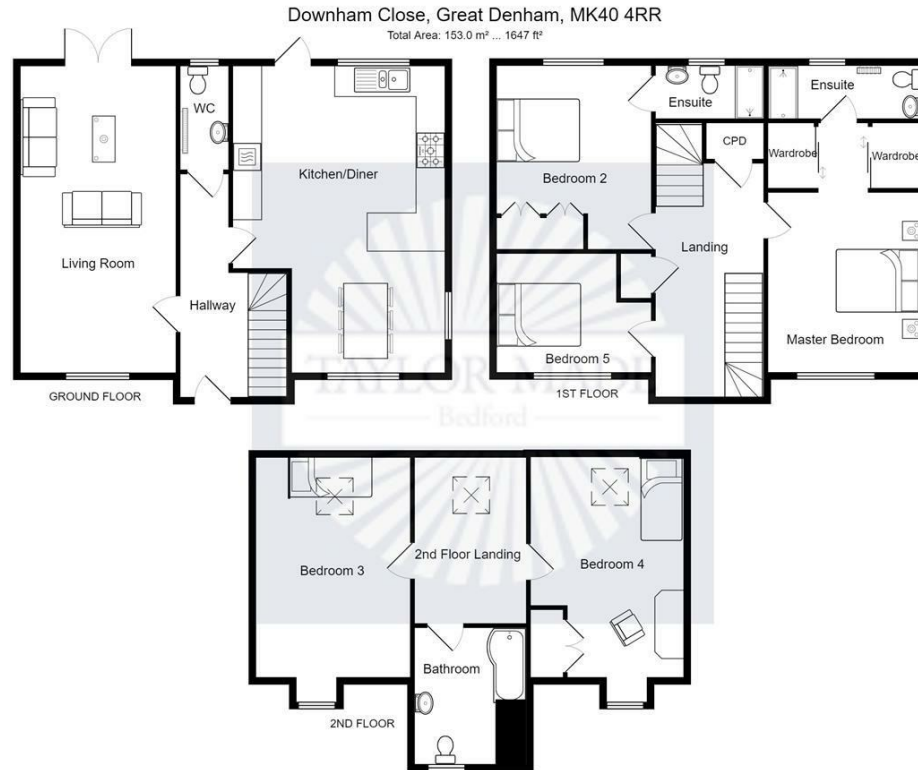 Downham Close, Great Denham, MK40 4RR
Total Area: 153.0 m² ... 1647 ft²
WC
Kitchen/Diner
Living Room
Hallway
GROUND FLOOR
Ensuite
Ensuite
CPD
Wardrobe
Wardrobe
Bedroom 2
Landing
Bedroom 5
Master Bedroom
1ST FLOOR
TAYLOR MADE
Bedford
2nd Floor Landing
Bedroom 3
Bedroom 4
Bathroom
2ND FLOOR